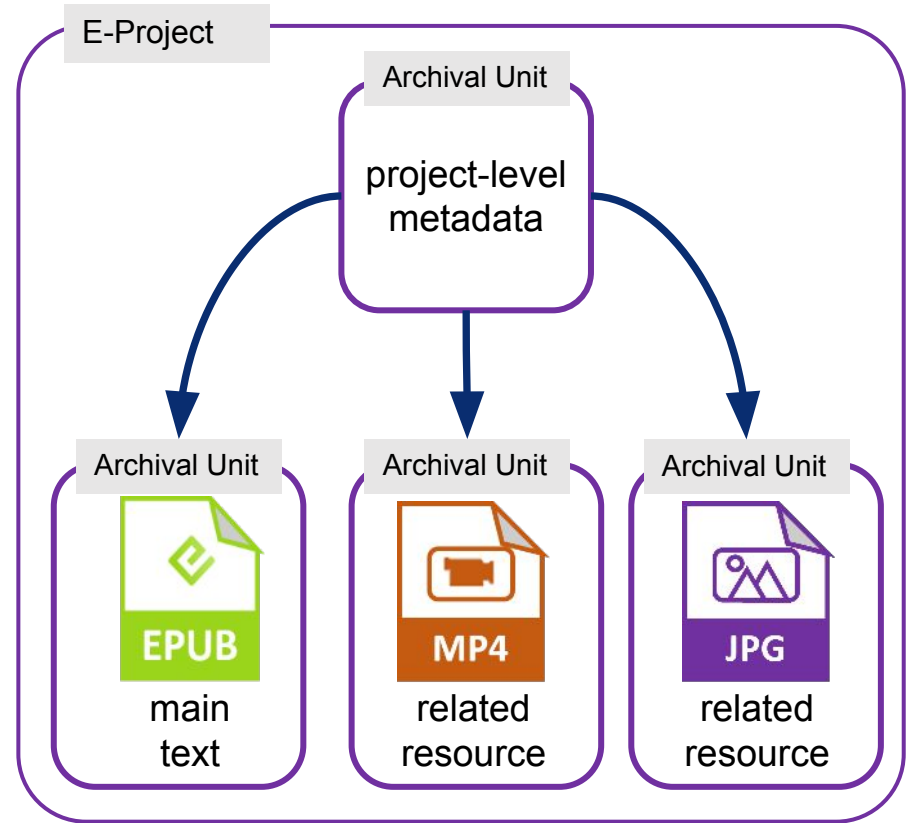 E-Project
Archival Unit
project-level
metadata
Archival Unit
EPUB
main
text
Archival Unit
MP4
related
resource
Archival Unit
JPG
related
resource